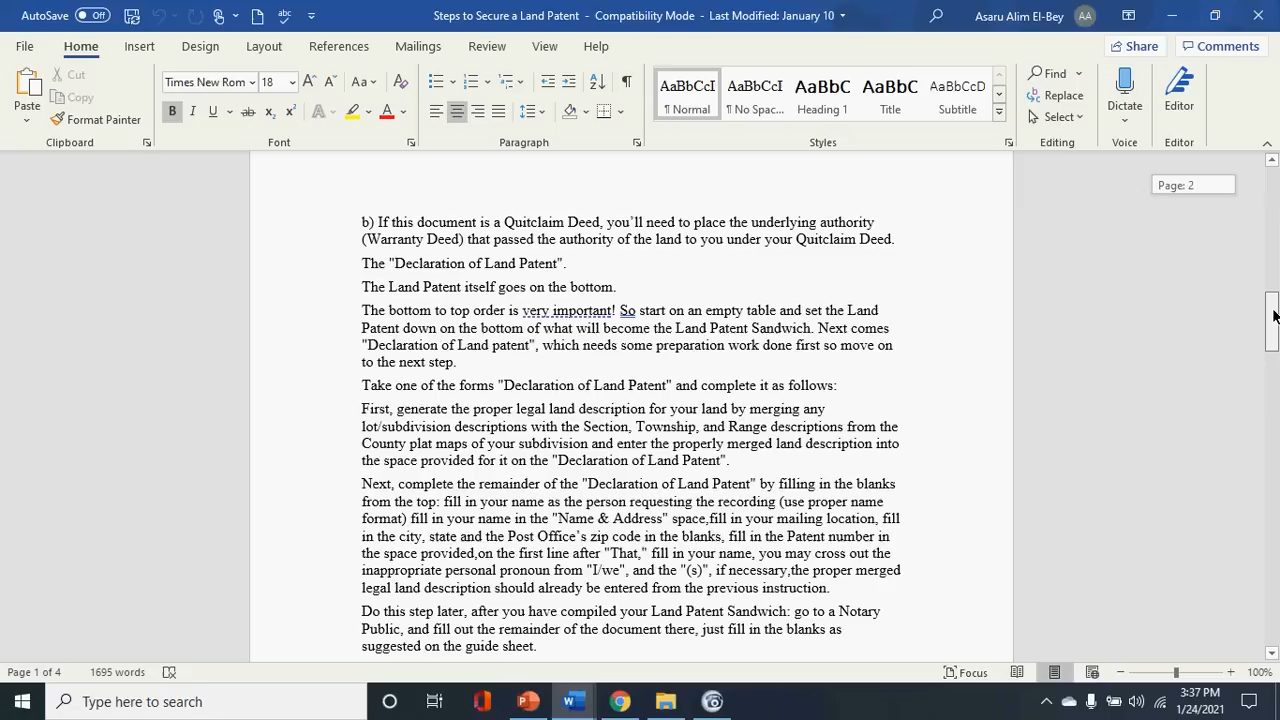 AutoSave Off
Steps to Secure a Land Patent - Compatibility Mode - Last Modified: January 10
Asaru Alim El-Bey AA
File Home Insert Draw Design Layout References Mailings Review View Help
Share Comments
Paste
Cut
Copy
Format Painter
Clipboard
Times New Rom 18
Font
Paragraph
AaBbCcI AaBbCcI AaBbC AaBbC AaBbCcD
¶ Normal ¶ No Spac... Heading 1 Title Subtitle
Styles
Find
Replace
Select
Editing
Dictate
Voice
Editor
Editor
Page: 2
b) If this document is a Quitclaim Deed, you'll need to place the underlying authority
(Warranty Deed) that passed the authority of the land to you under your Quitclaim Deed.
The "Declaration of Land Patent".
The Land Patent itself goes on the bottom.
The bottom to top order is very important! So start on an empty table and set the Land
Patent down on the bottom of what will become the Land Patent Sandwich. Next comes
"Declaration of Land patent", which needs some preparation work done first so move on
to the next step.
Take one of the forms "Declaration of Land Patent" and complete it as follows:
First, generate the proper legal land description for your land by merging any
lot/subdivision descriptions with the Section, Township, and Range descriptions from the
County plat maps of your subdivision and enter the properly merged land description into
the space provided for it on the "Declaration of Land Patent".
Next, complete the remainder of the "Declaration of Land Patent" by filling in the blanks
from the top: fill in your name as the person requesting the recording (use proper name
format) fill in your name in the "Name & Address" space,fill in your mailing location, fill
in the city, state and the Post Office's zip code in the blanks, fill in the Patent number in
the space provided,on the first line after "That," fill in your name, you may cross out the
inappropriate personal pronoun from "I/we", and the "(s)", if necessary,the proper merged
legal land description should already be entered from the previous instruction.
Do this step later, after you have compiled your Land Patent Sandwich: go to a Notary
Public, and fill out the remainder of the document there, just fill in the blanks as
suggested on the guide sheet.
Page 1 of 4 1695 words
Focus
100%
Type here to search
3:37 PM
1/24/2021